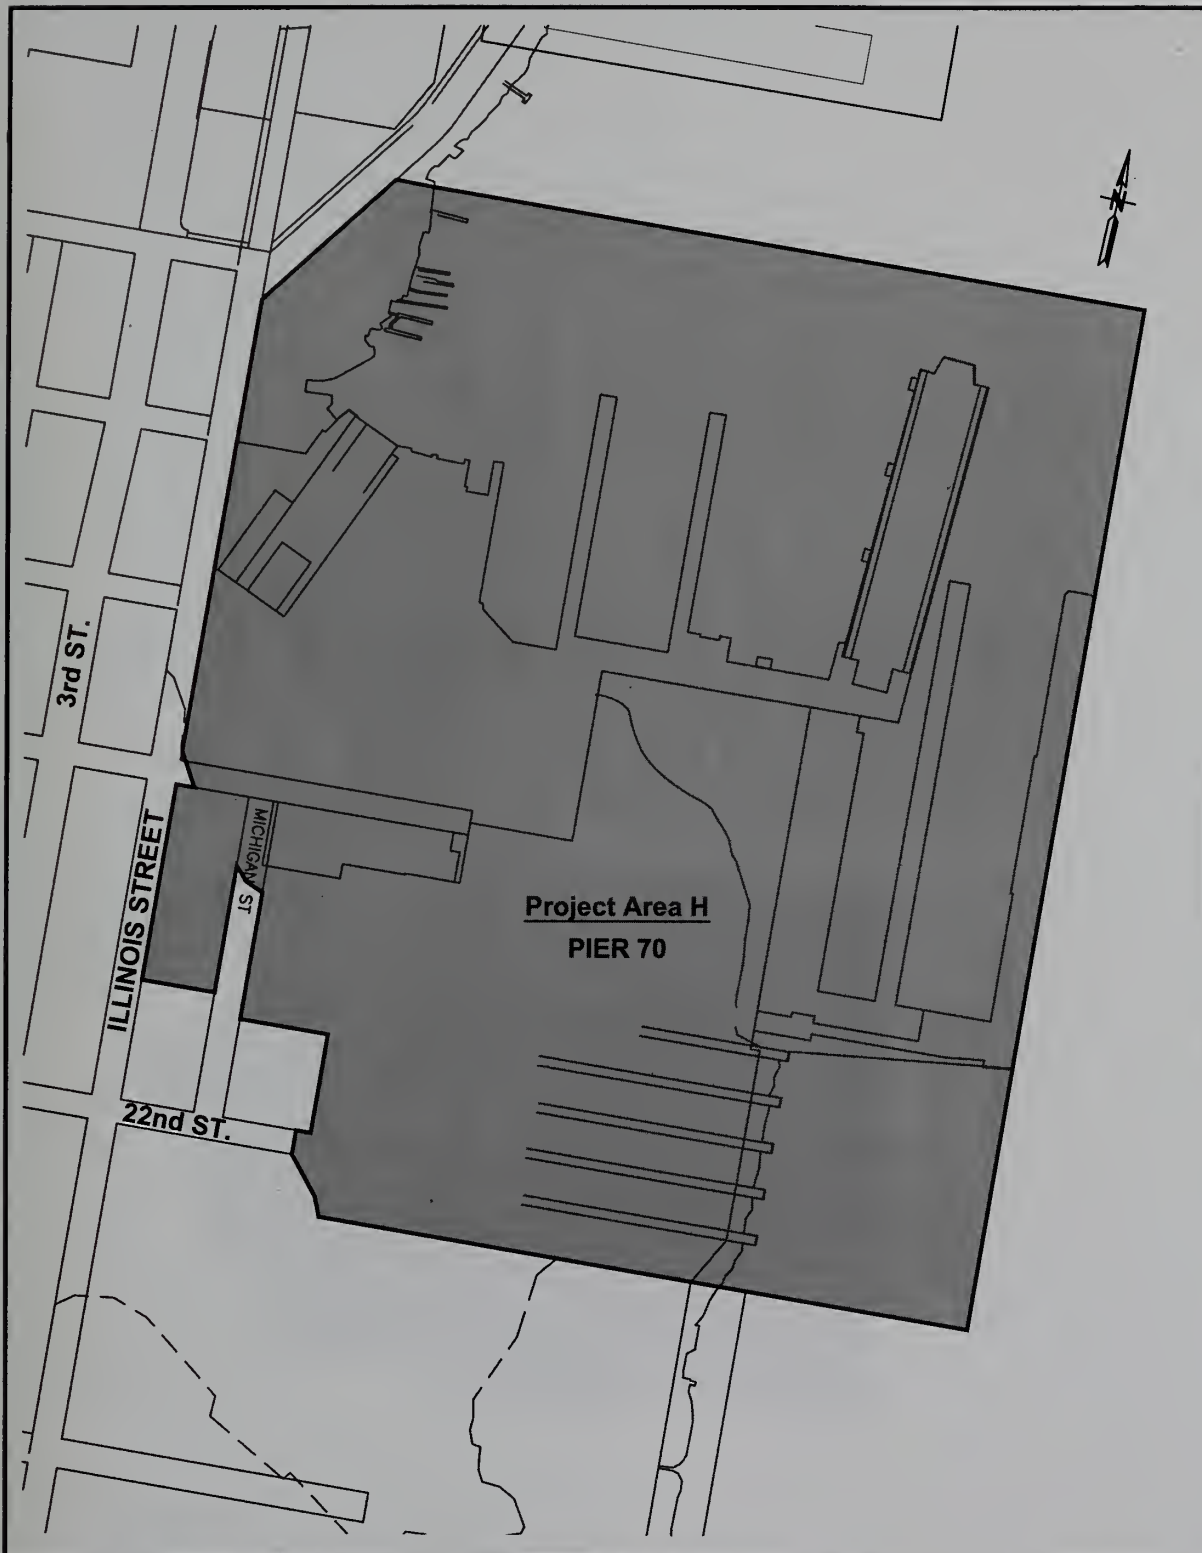 N
3rd ST.
MICHIGAN ST
ILLINOIS STREET
Project Area H
PIER 70
22nd ST.